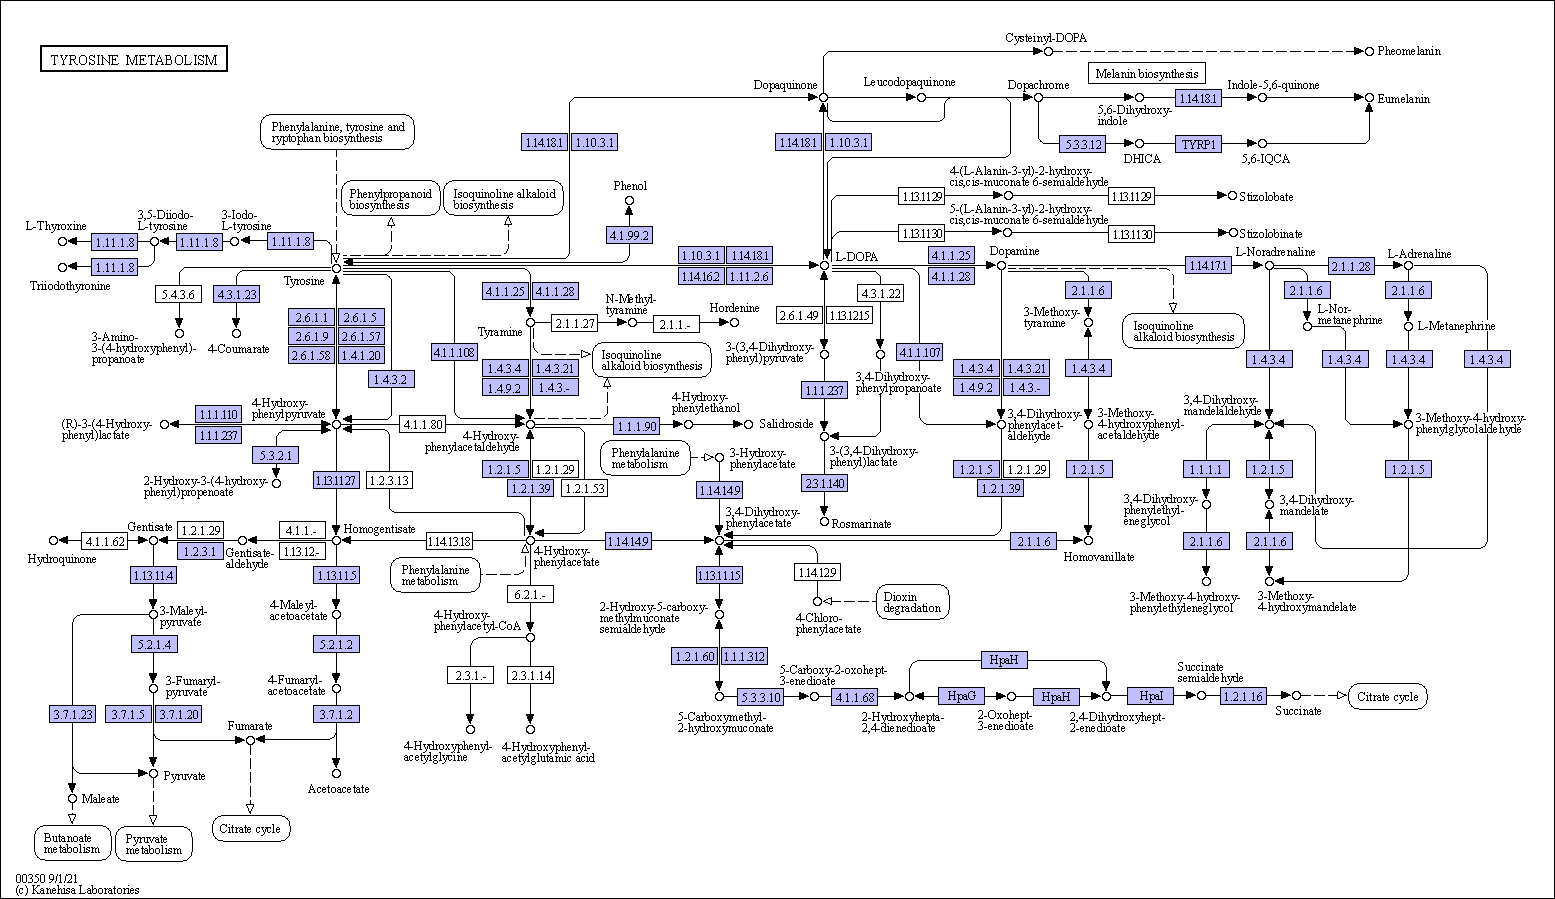 TYROSINE METABOLISM
Cysteinyl-DOPA
Pheomelanin
Melanin biosynthesis
Dopaquinone
Leucodopaquinone
Dopachrome
1.14.18.1
Indole-5,6-quinone
Eumelanin
5,6-Dihydroxy-
indole
Phenylalanine, tyrosine and
ryptophan biosynthesis
1.14.18.1
1.10.3.1
1.14.18.1
1.10.3.1
5.3.3.12
TYRP1
DHICA
5,6-IQCA
Phenylpropanoid
biosynthesis
Isoquinoline alkaloid
biosynthesis
Phenol
4-(L-Alanin-3-yl)-2-hydroxy-
cis,cis-muconate 6-semialdehyde
1.13.11.29
1.13.11.29
Stizolobate
5-(L-Alanin-3-yl)-2-hydroxy-
cis,cis-muconate 6-semialdehyde
1.13.11.30
1.13.11.30
Stizolobinate
L-Thyroxine
3,5-Diiodo-
L-tyrosine
3-Iodo-
L-tyrosine
1.11.1.8
1.11.1.8
1.11.1.8
1.11.1.8
Triiodothyronine
4.1.99.2
1.10.3.1
1.14.18.1
1.14.16.2
1.11.2.6
L-DOPA
4.1.1.25
4.1.1.28
Dopamine
1.14.17.1
L-Noradrenaline
2.1.1.28
L-Adrenaline
Tyrosine
5.4.3.6
4.3.1.23
3-Amino-
3-(4-hydroxyphenyl)-
propanoate
4-Coumarate
2.6.1.1
2.6.1.5
2.6.1.9
2.6.1.57
2.6.1.58
1.4.1.20
1.4.3.2
4.1.1.108
4.1.1.25
4.1.1.28
Tyramine
2.1.1.27
N-Methyl-
tyramine
2.1.1.-
Hordenine
Isoquinoline
alkaloid biosynthesis
1.4.3.4
1.4.3.21
1.4.9.2
1.4.3.-
4.3.1.22
2.6.1.49
1.13.12.15
3-(3,4-Dihydroxy-
phenyl)pyruvate
3,4-Dihydroxy-
phenylpropanoate
4.1.1.107
1.1.1.237
2.1.1.6
3-Methoxy-
tyramine
Isoquinoline
alkaloid biosynthesis
1.4.3.4
1.4.3.21
1.4.9.2
1.4.3.-
1.4.3.4
2.1.1.6
L-Nor-
metanephrine
2.1.1.6
L-Metanephrine
1.4.3.4
1.4.3.4
1.4.3.4
1.4.3.4
(R)-3-(4-Hydroxy-
phenyl)lactate
1.1.1.110
1.1.1.237
4-Hydroxy-
phenylpyruvate
4.1.1.80
4-Hydroxy-
phenylacetaldehyde
1.1.1.90
4-Hydroxy-
phenylethanol
Salidroside
3-(3,4-Dihydroxy-
phenyl)lactate
3,4-Dihydroxy-
phenylacet-
aldehyde
3-Methoxy-
4-hydroxyphenyl-
acetaldehyde
3,4-Dihydroxy-
mandelaldehyde
3-Methoxy-4-hydroxy-
phenylglycolaldehyde
5.3.2.1
2-Hydroxy-3-(4-hydroxy-
phenyl)propenoate
1.13.11.27
1.2.3.13
1.2.1.5
1.2.1.29
1.2.1.39
1.2.1.53
Phenylalanine
metabolism
3-Hydroxy-
phenylacetate
1.14.14.9
3,4-Dihydroxy-
phenylacetate
2.3.1.140
Rosmarinate
1.2.1.5
1.2.1.29
1.2.1.39
1.2.1.5
1.1.1.1
1.2.1.5
1.2.1.5
3,4-Dihydroxy-
phenylethyl-
eneglycol
3,4-Dihydroxy-
mandelate
Hydroquinone
4.1.1.62
Gentisate
1.2.1.29
1.2.3.1
Gentisate-
aldehyde
4.1.1.-
1.13.12.-
Homogentisate
1.14.13.18
4-Hydroxy-
phenylacetate
1.14.14.9
2.1.1.6
Homovanillate
2.1.1.6
2.1.1.6
1.13.11.4
1.13.11.5
Phenylalanine
metabolism
6.2.1.-
1.13.11.15
1.14.12.9
4-Chloro-
phenylacetate
Dioxin
degradation
3-Methoxy-4-hydroxy-
phenylethyleneglycol
3-Methoxy-
4-hydroxymandelate
3-Maleyl-
pyruvate
4-Maleyl-
acetoacetate
4-Hydroxy-
phenylacetyl-CoA
2-Hydroxy-5-carboxy-
methylmuconate
semialdehyde
5.2.1.4
5.2.1.2
2.3.1.-
2.3.1.14
1.2.1.60
1.1.1.312
3-Fumaryl-
pyruvate
4-Fumaryl-
acetoacetate
5-Carboxy-2-oxohept-
3-enedioate
HpaH
Succinate
semialdehyde
5.3.3.10
4.1.1.68
HpaG
HpaH
HpaI
1.2.1.16
Citrate cycle
5-Carboxymethyl-
2-hydroxymuconate
2-Hydroxyhepta-
2,4-dienedioate
2-Oxohept-
3-enedioate
2,4-Dihydroxyhept-
2-enedioate
Succinate
3.7.1.23
3.7.1.5
3.7.1.20
3.7.1.2
Fumarate
4-Hydroxyphenyl-
acetylglycine
4-Hydroxyphenyl-
acetylglutamic acid
Pyruvate
Acetoacetate
Maleate
Butanoate
metabolism
Pyruvate
metabolism
Citrate cycle
00350 9/1/21
(c) Kanehisa Laboratories